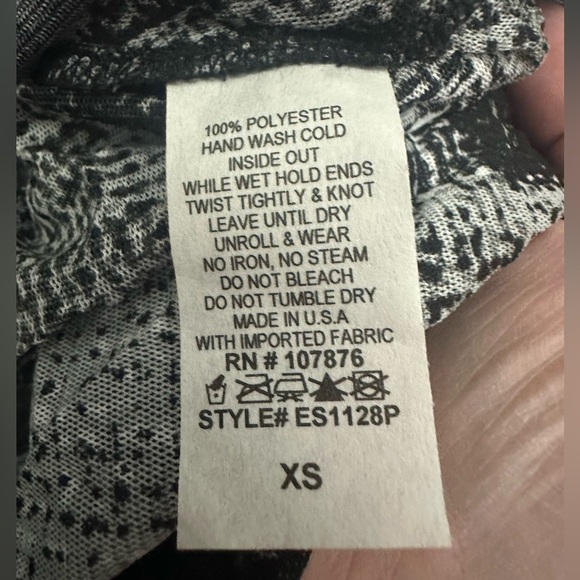 100% POLYESTER
HAND WASH COLD
INSIDE OUT
WHILE WET HOLD ENDS
TWIST TIGHTLY & KNOT
LEAVE UNTIL DRY
UNROLL & WEAR
NO IRON, NO STEAM
DO NOT BLEACH
DO NOT TUMBLE DRY
MADE IN U.S.A
WITH IMPORTED FABRIC
RN # 107876
STYLE# ES1128P
XS